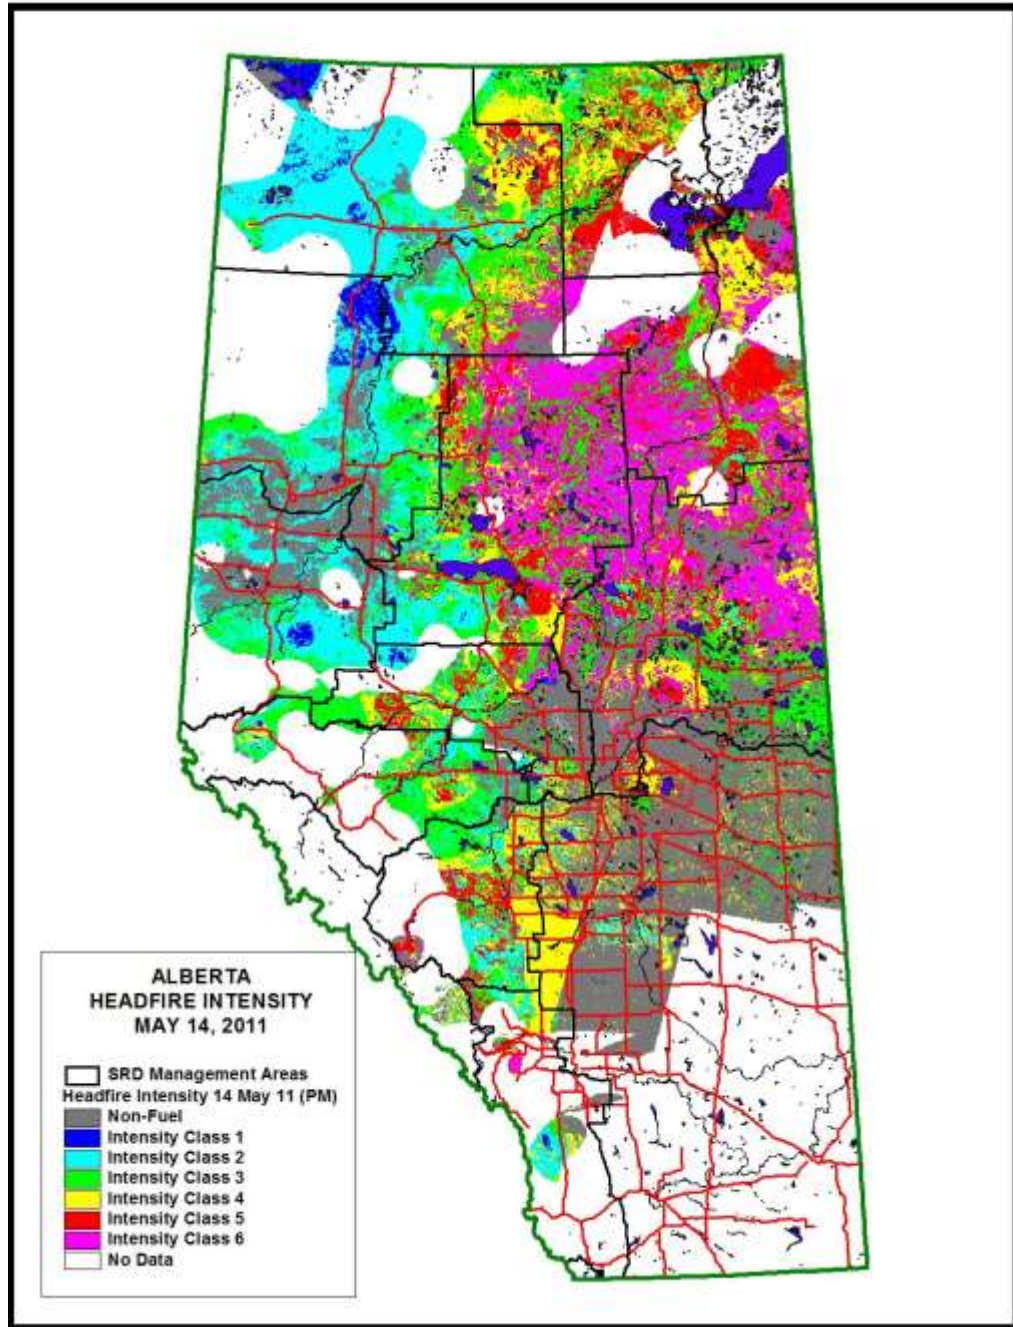 ALBERTA
HEADFIRE INTENSITY
MAY 14, 2011
SRD Management Areas
Headfire Intensity 14 May 11 (PM)
Non-Fuel
Intensity Class 1
Intensity Class 2
Intensity Class 3
Intensity Class 4
Intensity Class 5
Intensity Class 6
No Data